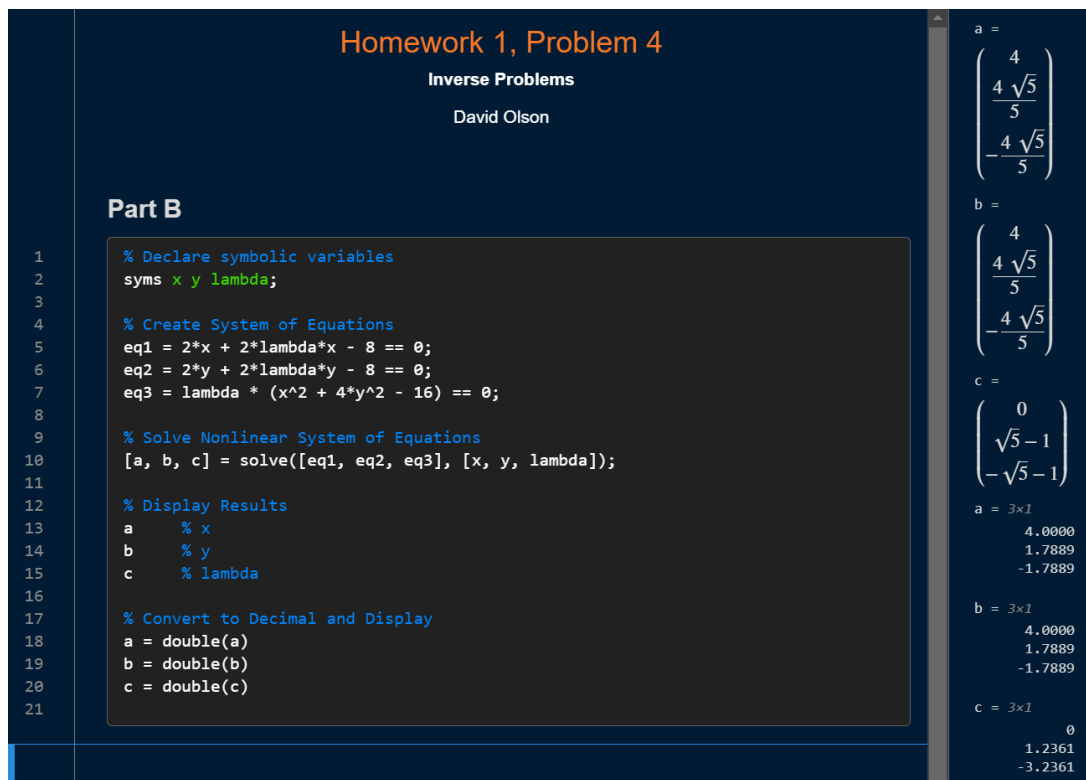 Homework 1, Problem 4
Inverse Problems
David Olson
Part B
1 % Declare symbolic variables
2 syms x y lambda;
3
4 % Create System of Equations
5 eq1 = 2*x + 2*lambda*x - 8 == 0;
6 eq2 = 2*y + 2*lambda*y - 8 == 0;
7 eq3 = lambda * (x^2 + 4*y^2 - 16) == 0;
8
9 % Solve Nonlinear System of Equations
10 [a, b, c] = solve([eq1, eq2, eq3], [x, y, lambda]);
11
12 % Display Results
13 a % x
14 b % y
15 c % lambda
16
17 % Convert to Decimal and Display
18 a = double(a)
19 b = double(b)
20 c = double(c)
21
a =
4
4 √5
5
−4 √5
5
b =
4
4 √5
5
−4 √5
5
c =
0
√5 − 1
−√5 − 1
a = 3×1
4.0000
1.7889
-1.7889
b = 3×1
4.0000
1.7889
-1.7889
c = 3×1
0
1.2361
-3.2361